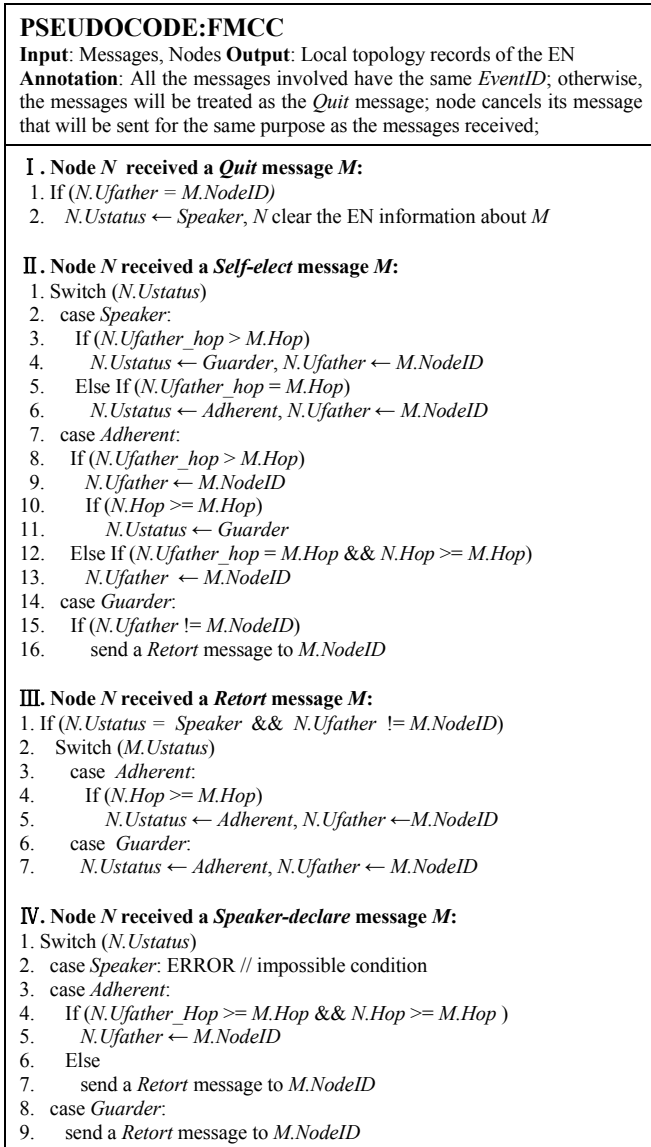 PSEUDOCODE:FMCC
Input: Messages, Nodes Output: Local topology records of the EN
Annotation: All the messages involved have the same EventID; otherwise,
the messages will be treated as the Quit message; node cancels its message
that will be sent for the same purpose as the messages received;
Ⅰ. Node N received a Quit message M:
1. If (N.Ufather = M.NodeID)
2. N.Ustatus ← Speaker, N clear the EN information about M
Ⅱ. Node N received a Self-elect message M:
1. Switch (N.Ustatus)
2. case Speaker:
3. If (N.Ufather_hop > M.Hop)
4. N.Ustatus ← Guarder, N.Ufather ← M.NodeID
5. Else If (N.Ufather_hop = M.Hop)
6. N.Ustatus ← Adherent, N.Ufather ← M.NodeID
7. case Adherent:
8. If (N.Ufather_hop > M.Hop)
9. N.Ufather ← M.NodeID
10. If (N.Hop >= M.Hop)
11. N.Ustatus ← Guarder
12. Else If (N.Ufather_hop = M.Hop && N.Hop >= M.Hop)
13. N.Ufather ← M.NodeID
14. case Guarder:
15. If (N.Ufather != M.NodeID)
16. send a Retort message to M.NodeID
Ⅲ. Node N received a Retort message M:
1. If (N.Ustatus = Speaker && N.Ufather != M.NodeID)
2. Switch (M.Ustatus)
3. case Adherent:
4. If (N.Hop >= M.Hop)
5. N.Ustatus ← Adherent, N.Ufather ←M.NodeID
6. case Guarder:
7. N.Ustatus ← Adherent, N.Ufather ← M.NodeID
Ⅳ. Node N received a Speaker-declare message M:
1. Switch (N.Ustatus)
2. case Speaker: ERROR // impossible condition
3. case Adherent:
4. If (N.Ufather_Hop >= M.Hop && N.Hop >= M.Hop )
5. N.Ufather ← M.NodeID
6. Else
7. send a Retort message to M.NodeID
8. case Guarder:
9. send a Retort message to M.NodeID